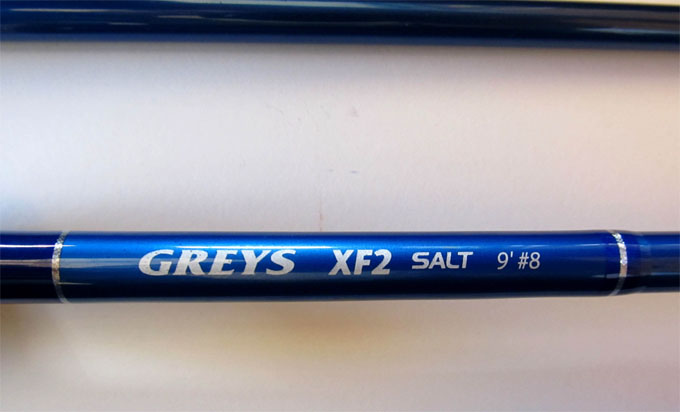 GREYS XF2 SALT 9' #8